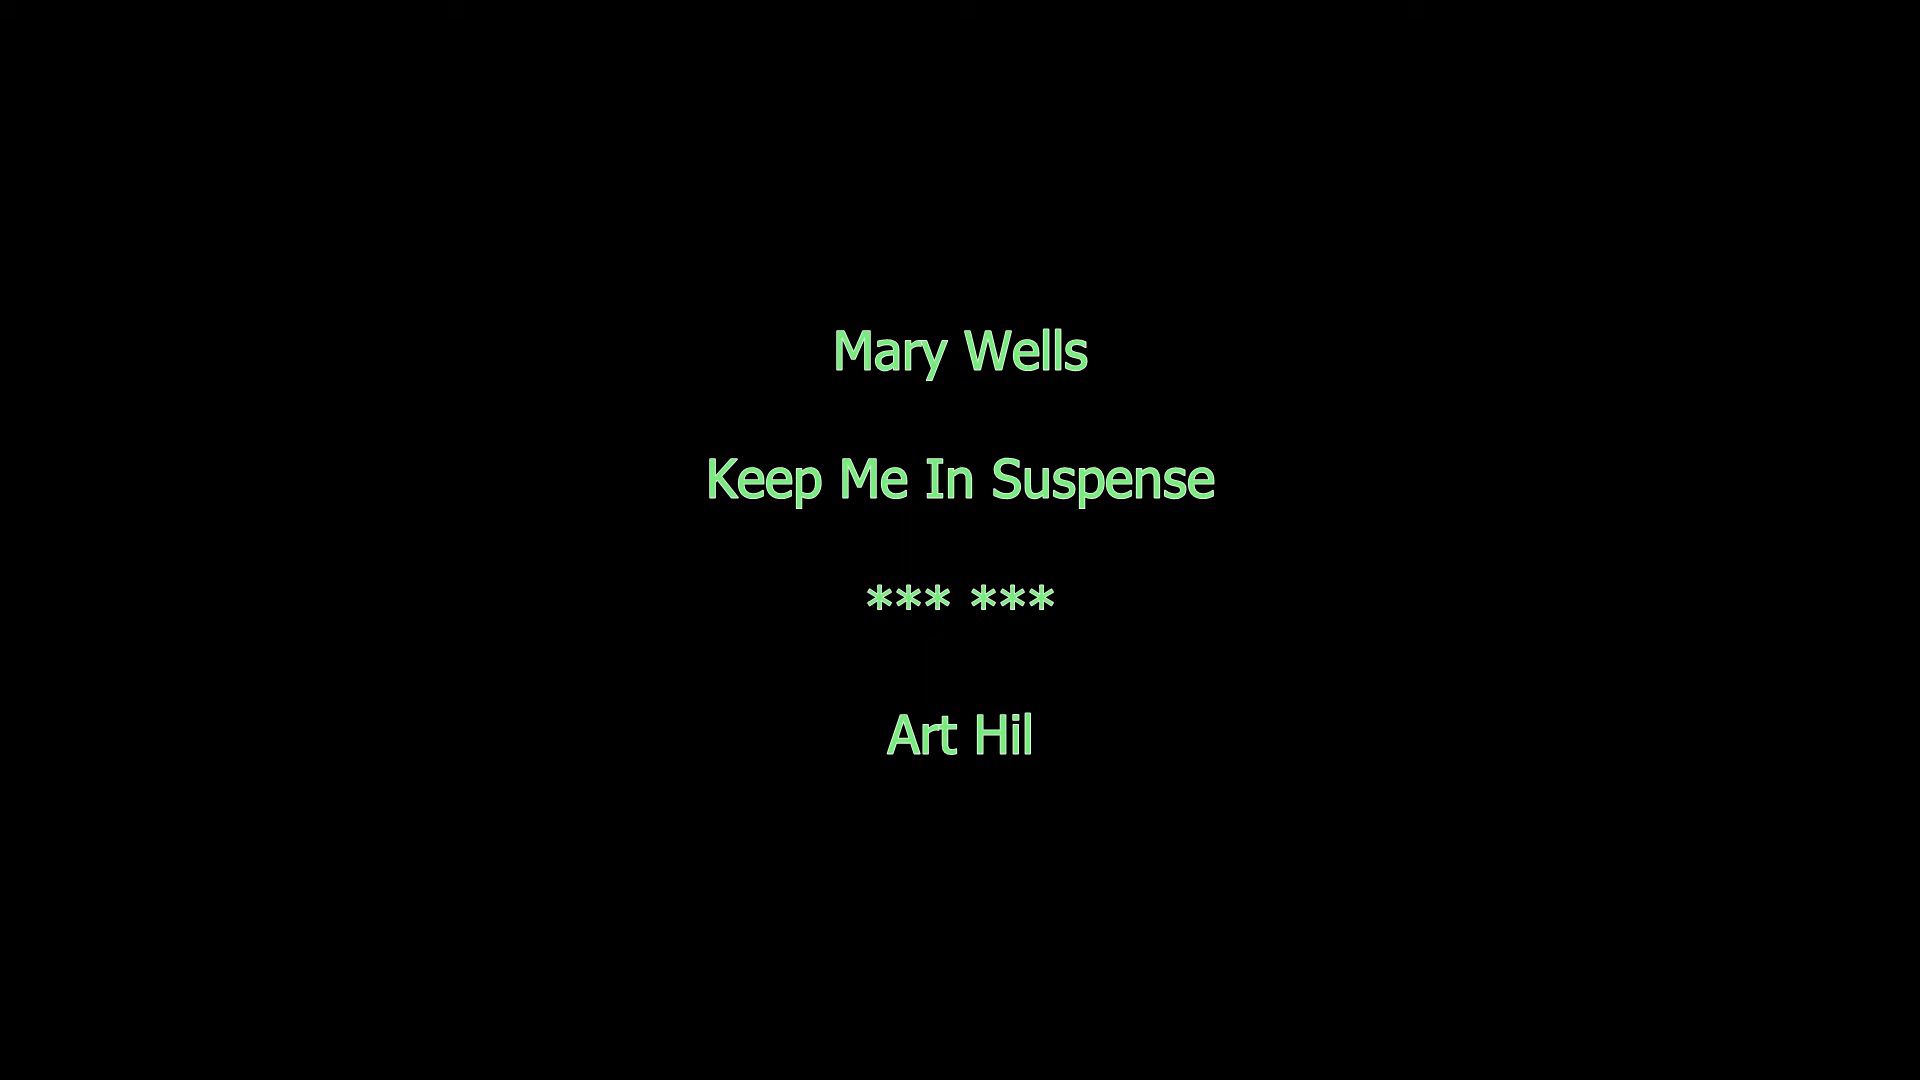 Mary Wells
Keep Me In Suspense
*** ***
Art Hil